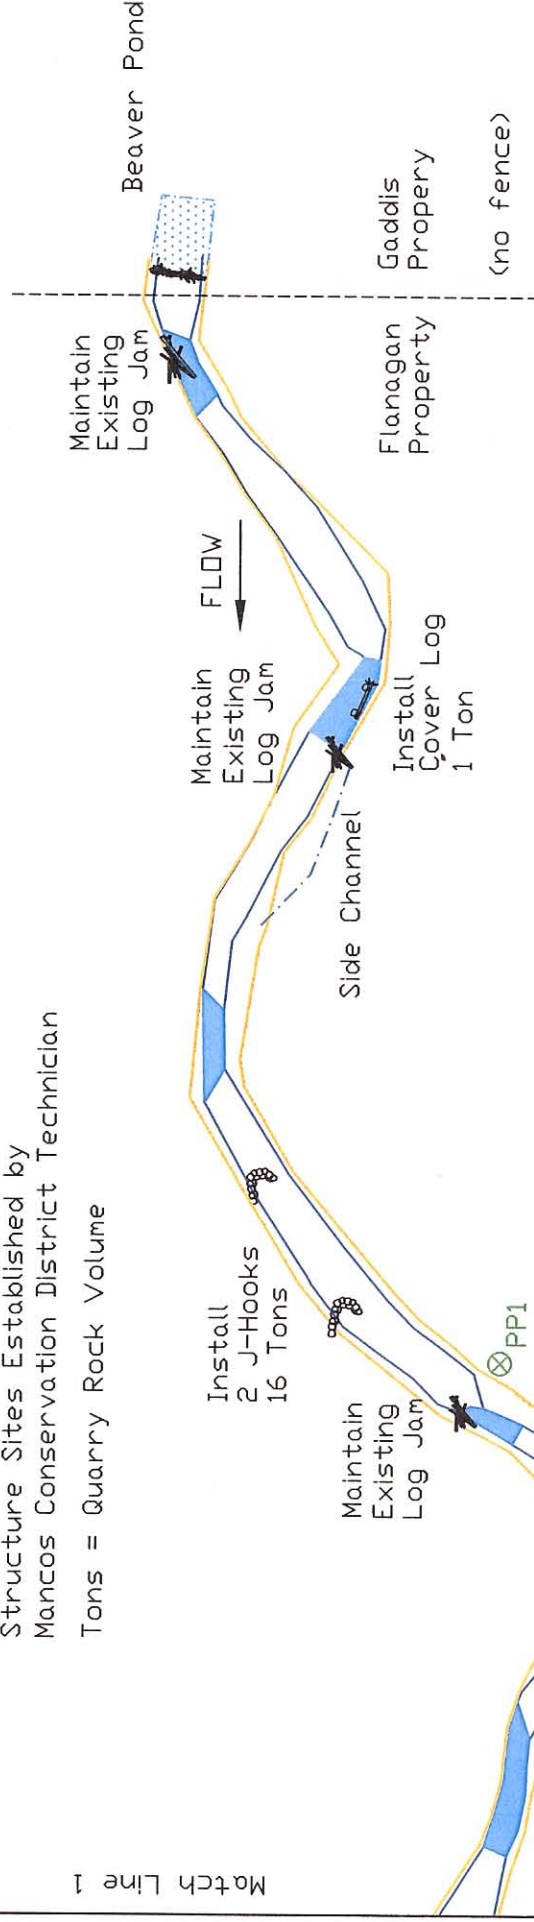 Structure Sites Established by
Mancos Conservation District Technician
Tons = Quarry Rock Volume
Beaver Pond
Maintain
Existing
Log Jam
Gaddis
Propery
(no fence)
Flanagan
Property
FLOW
Maintain
Existing
Log Jam
Install
Cover Log
1 Ton
Side Channel
Install
2 J-Hooks
16 Tons
Maintain
Existing
Log Jam
PP1
Match Line 1